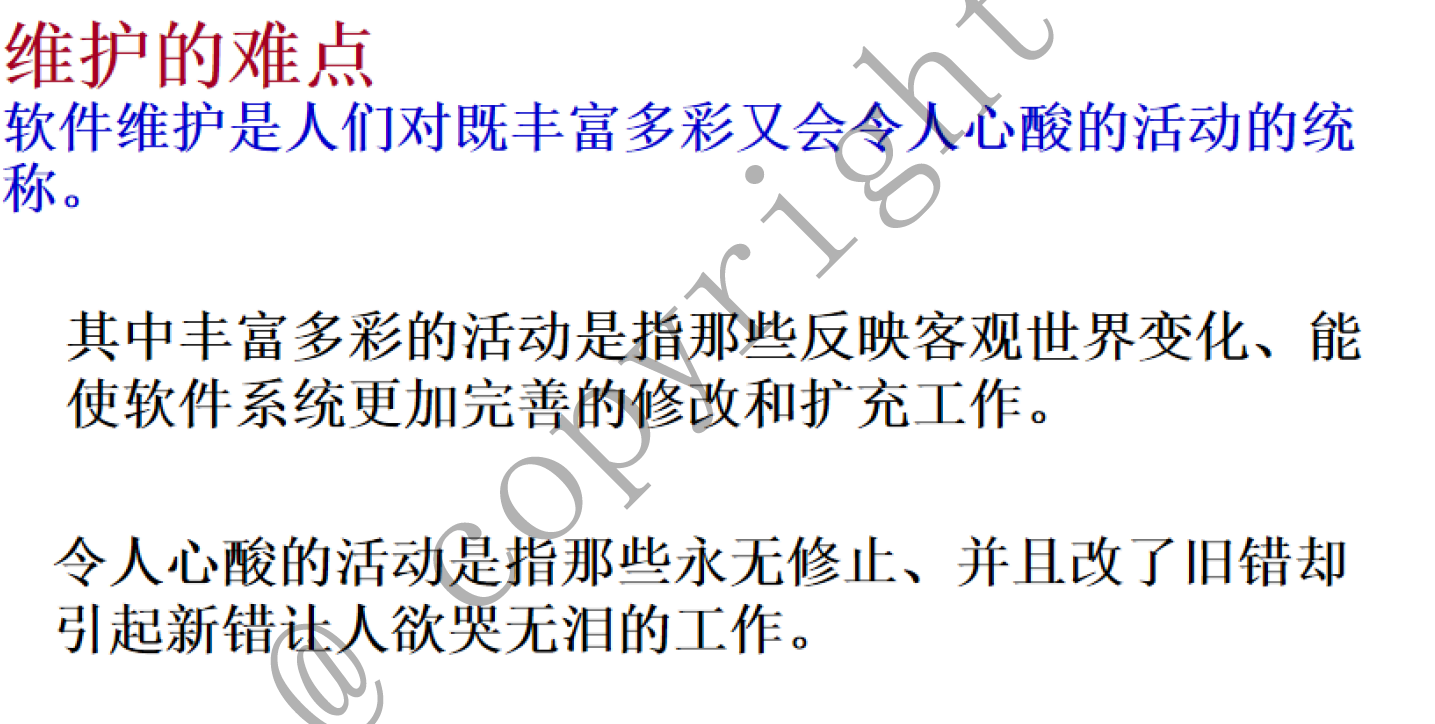 维护的难点
软件维护是人们对既丰富多彩又会令人心酸的活动的统
称。
其中丰富多彩的活动是指那些反映客观世界变化、能
使软件系统更加完善的修改和扩充工作。
令人心酸的活动是指那些永无修止、并且改了旧错却
引起新错让人欲哭无泪的工作。
@ copyright